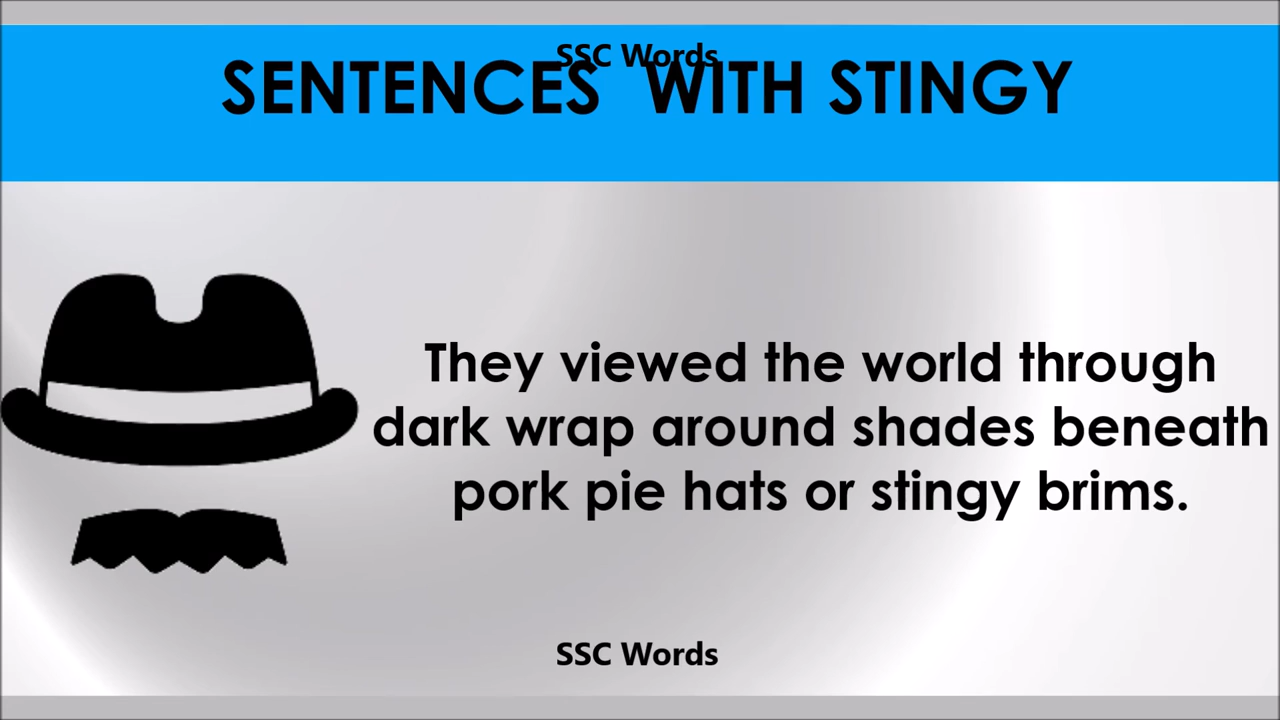 SSC Words
SENTENCES WITH STINGY
They viewed the world through
dark wrap around shades beneath
pork pie hats or stingy brims.
SSC Words